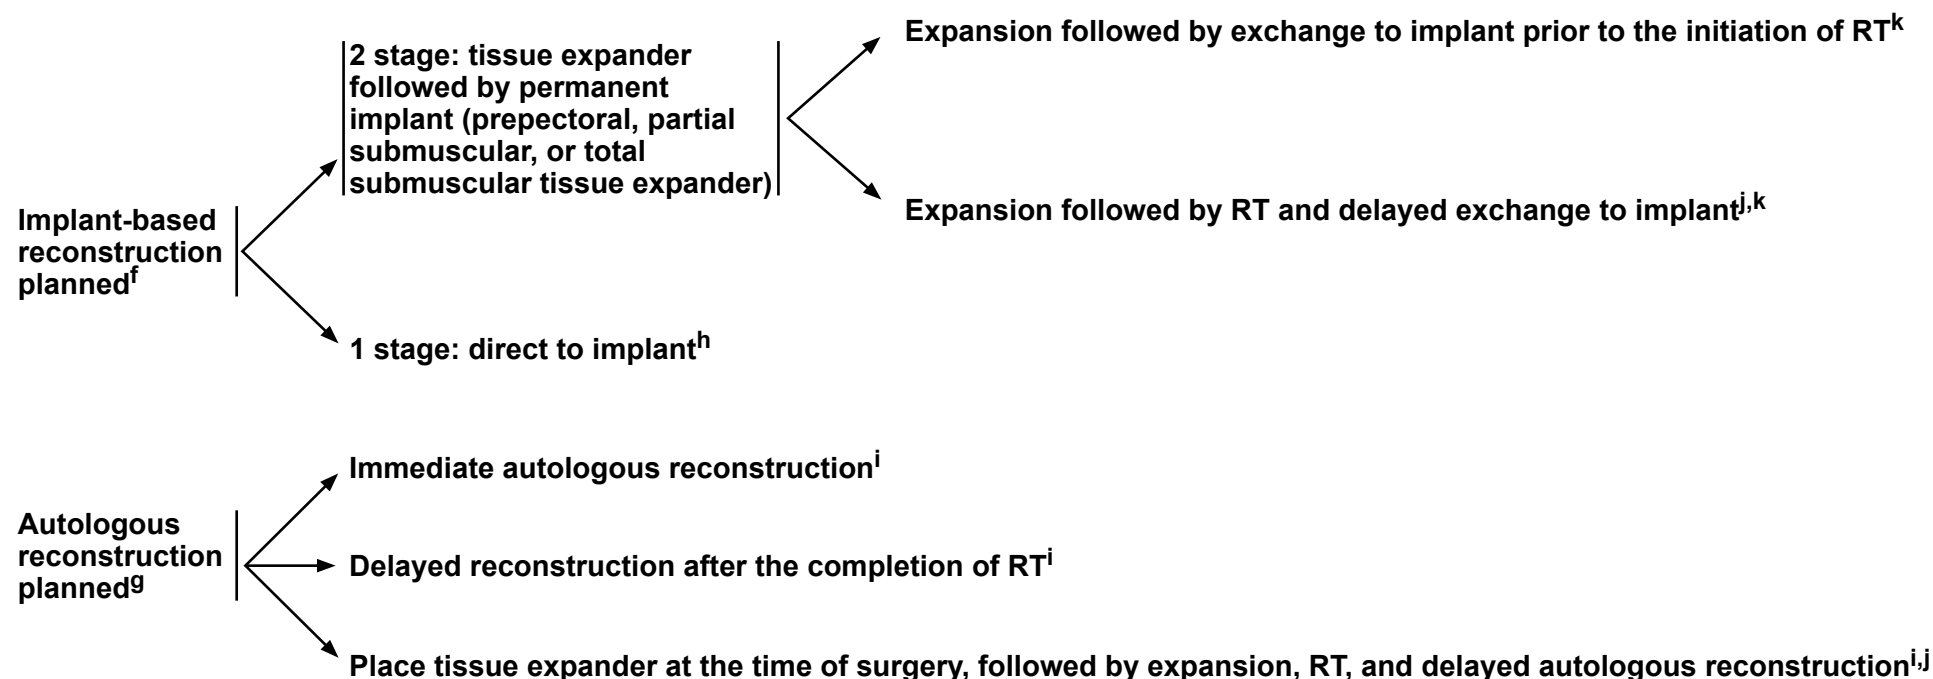 Implant-based
reconstruction
plannedf
2 stage: tissue expander
followed by permanent
implant (prepectoral, partial
submuscular, or total
submuscular tissue expander)
Expansion followed by exchange to implant prior to the initiation of RTk
Expansion followed by RT and delayed exchange to implantj,k
1 stage: direct to implanth
Autologous
reconstruction
plannedg
Immediate autologous reconstructioni
Delayed reconstruction after the completion of RTi
Place tissue expander at the time of surgery, followed by expansion, RT, and delayed autologous reconstructioni,j